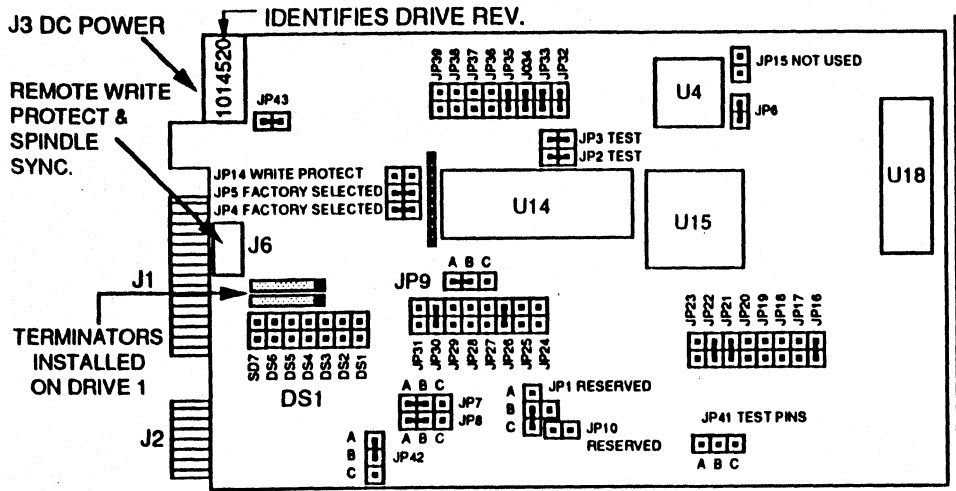 IDENTIFIES DRIVE REV.
J3 DC POWER
1014520
REMOTE WRITE
PROTECT &
SPINDLE
SYNC.
JP43
JP39
JP38
JP37
JP36
JP35
J034
JP33
JP32
JP15 NOT USED
U4
JP6
JP3 TEST
JP2 TEST
JP14 WRITE PROTECT
JP5 FACTORY SELECTED
JP4 FACTORY SELECTED
U14
U15
U18
J6
J1
A B C
JP9
TERMINATORS
INSTALLED
ON DRIVE 1
SD7
DS6
DS5
DS4
DS3
DS2
DS1
DS1
JP31
JP30
JP29
JP28
JP27
JP26
JP25
JP24
JP23
JP22
JP21
JP20
JP19
JP18
JP17
JP16
A B C
JP7
JP8
A B C
A
B
C
JP1 RESERVED
JP10
RESERVED
JP41 TEST PINS
A B C
J2
A
B
C
JP42